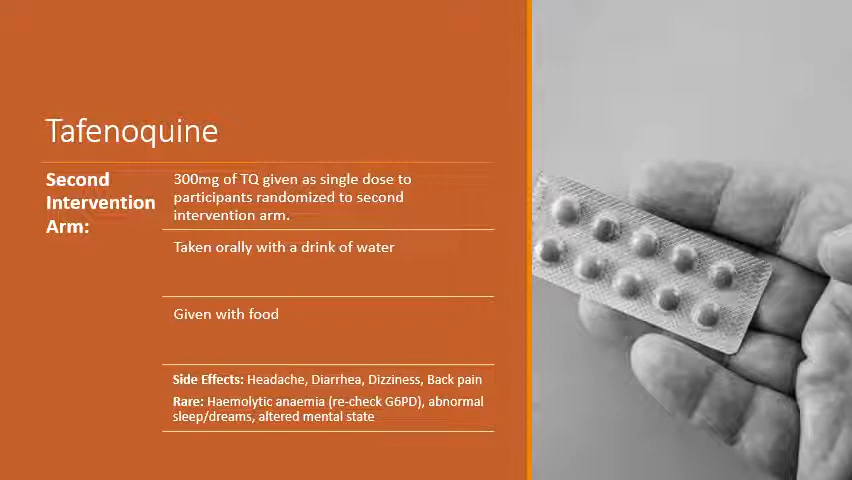 Tafenoquine
Second
Intervention
Arm:
300mg of TQ given as single dose to
participants randomized to second
intervention arm.
Taken orally with a drink of water
Given with food
Side Effects: Headache, Diarrhea, Dizziness, Back pain
Rare: Haemolytic anaemia (re-check G6PD), abnormal
sleep/dreams, altered mental state